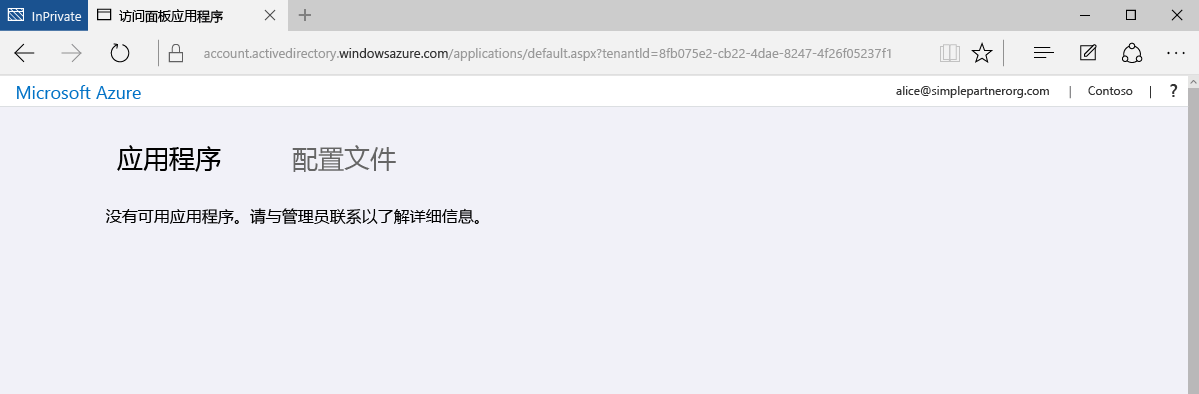 InPrivate 访问面板应用程序
account.activedirectory.windowsazure.com/applications/default.aspx?tenantId=8fb075e2-cb22-4dae-8247-4f26f05237f1
Microsoft Azure alice@simplepartnerorg.com | Contoso | ?
应用程序 配置文件
没有可用应用程序。请与管理员联系以了解详细信息。